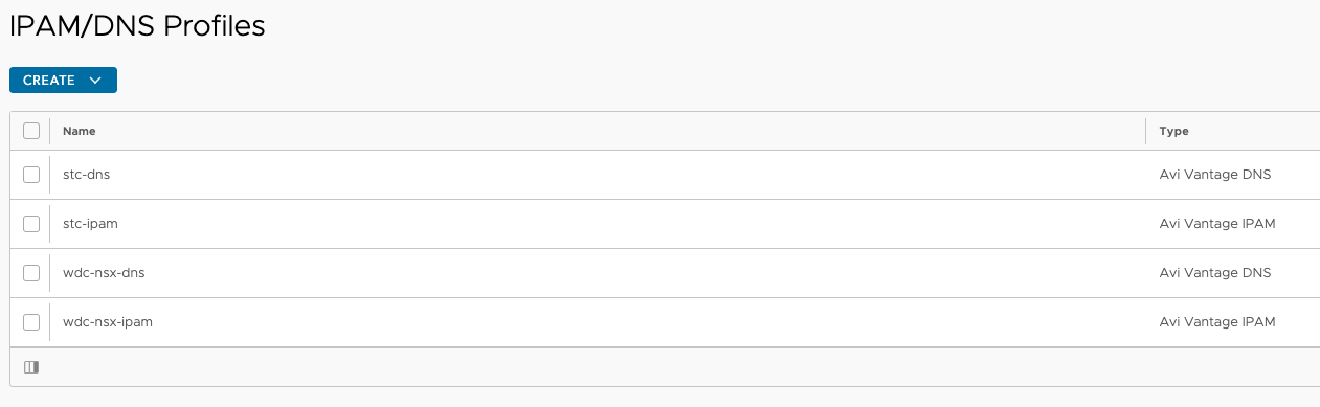 IPAM/DNS Profiles
CREATE
Name Type
stc-dns Avi Vantage DNS
stc-ipam Avi Vantage IPAM
wdc-nsx-dns Avi Vantage DNS
wdc-nsx-ipam Avi Vantage IPAM